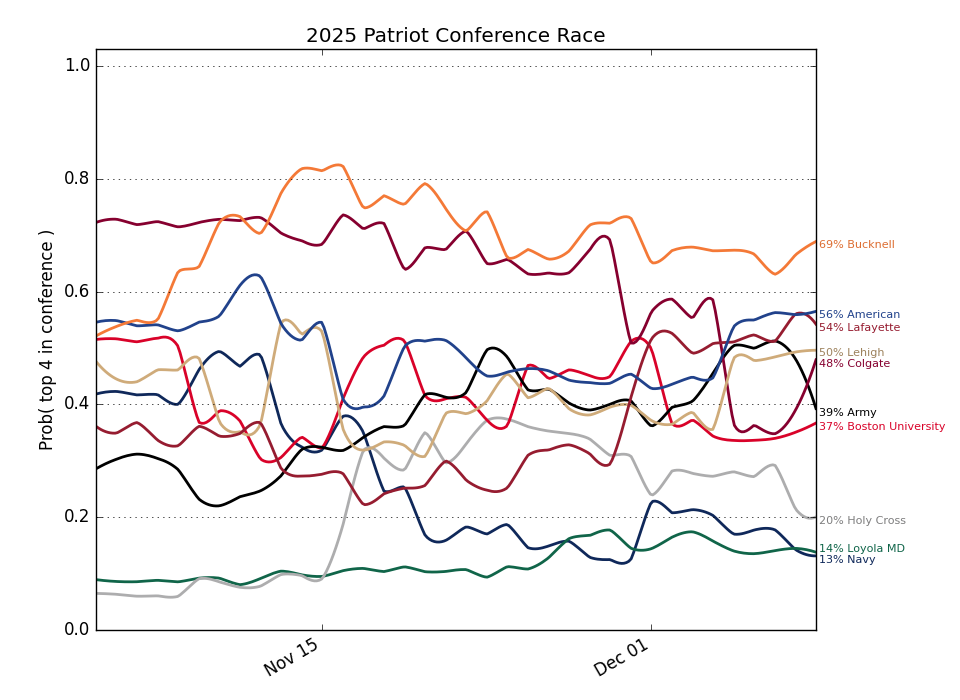 2025 Patriot Conference Race
Prob( top 4 in conference )
1.0
0.8
0.6
0.4
0.2
0.0
Nov 15
Dec 01
69% Bucknell
56% American
54% Lafayette
50% Lehigh
48% Colgate
39% Army
37% Boston University
20% Holy Cross
14% Loyola MD
13% Navy